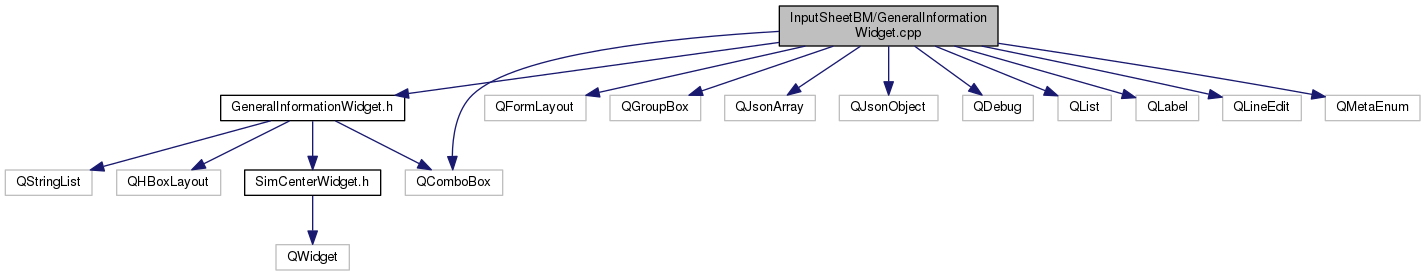 InputSheetBM/GeneralInformation
Widget.cpp
GeneralInformationWidget.h
QFormLayout
QGroupBox
QJsonArray
QJsonObject
QDebug
QList
QLabel
QLineEdit
QMetaEnum
QStringList
QHBoxLayout
SimCenterWidget.h
QComboBox
QWidget